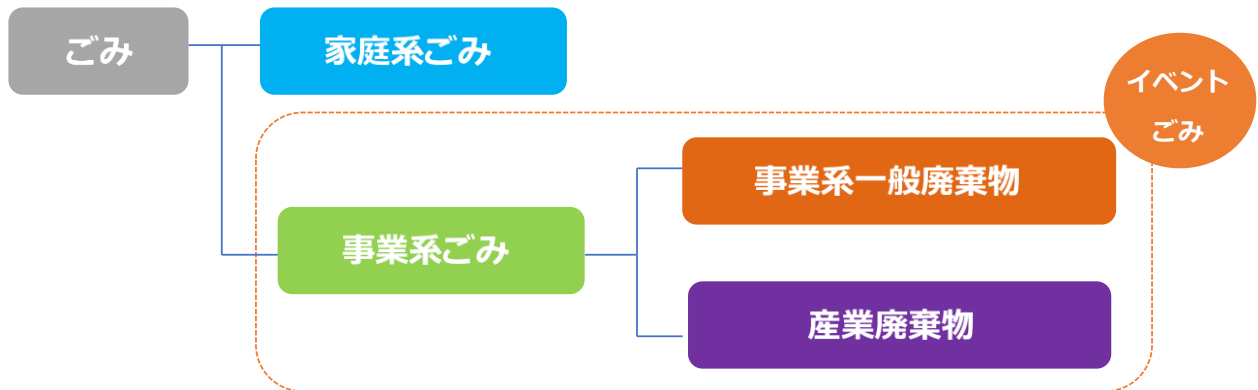 ごみ
家庭系ごみ
イベント
ごみ
事業系一般廃棄物
事業系ごみ
産業廃棄物